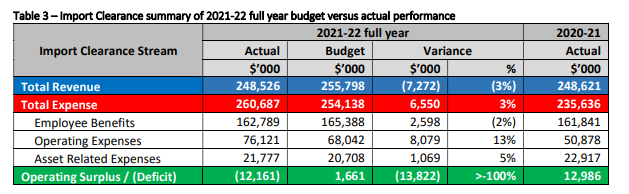 Table 3 – Import Clearance summary of 2021-22 full year budget versus actual performance
Import Clearance Stream 2021-22 full year 2020-21
Actual Budget Variance Actual
$'000 $'000 $'000 % $'000
Total Revenue 248,526 255,798 (7,272) (3%) 248,621
Total Expense 260,687 254,138 6,550 3% 235,636
Employee Benefits 162,789 165,388 2,598 (2%) 161,841
Operating Expenses 76,121 68,042 8,079 13% 50,878
Asset Related Expenses 21,777 20,708 1,069 5% 22,917
Operating Surplus / (Deficit) (12,161) 1,661 (13,822) >-100% 12,986